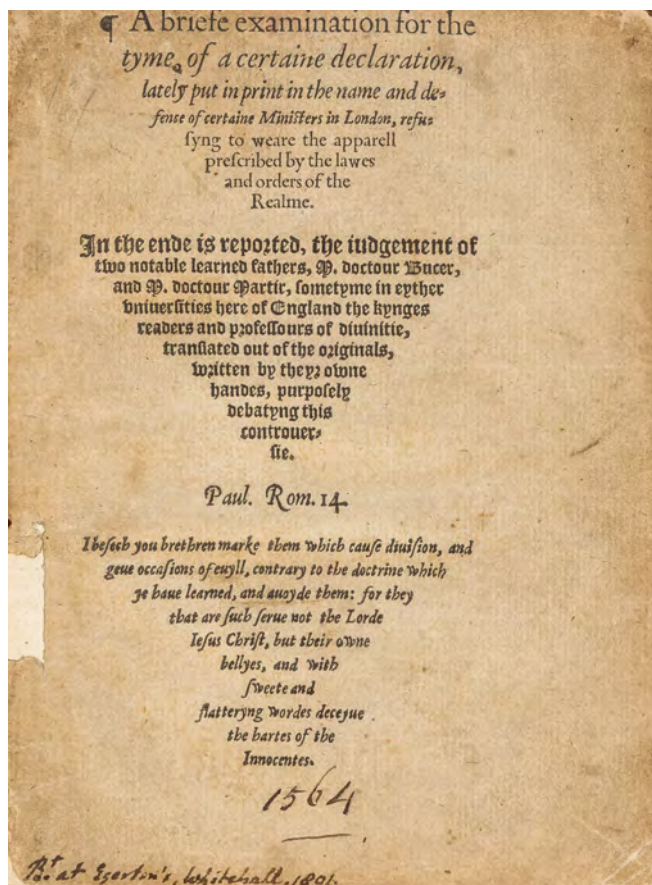 ¶ A briefe examination for the
tyme, of a certaine declaration,
lately put in print in the name and de⸗
fence of certaine Ministers in London, refu⸗
ſyng to weare the apparell
preſcribed by the lawes
and orders of the
Realme.
In the ende is reported, the iudgement of
two notable learned fathers, M. doctour Bucer,
and M. doctour Martir, ſometyme in eyther
vniuerſities here of England the kynges
readers and profeſſours of diuinitie,
tranſlated out of the originals,
written by theyr owne
handes, purpoſely
debatyng this
controuer⸗
ſie.
Paul. Rom. 14.
I beſech you brethren marke them which cauſe diuiſion, and
geue occaſions of euyll, contrary to the doctrine which
ye haue learned, and auoyde them: for they
that are ſuch ſerue not the Lorde
Ieſus Chriſt, but their owne
bellyes, and with
ſweete and
flatteryng wordes deceyue
the hartes of the
Innocentes.
1564
Bt. at Egerton's, Whitehall, 1801.